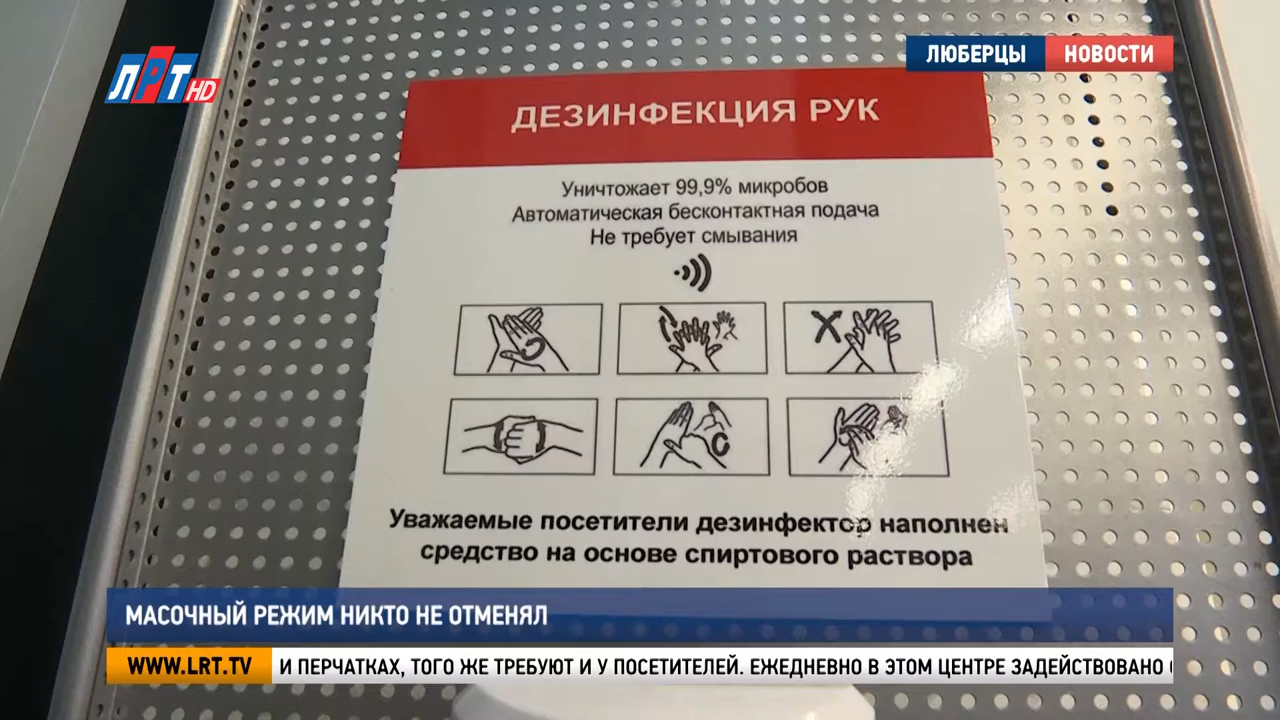 ЛРТ HD
ЛЮБЕРЦЫ НОВОСТИ
ДЕЗИНФЕКЦИЯ РУК
Уничтожает 99,9% микробов
Автоматическая бесконтактная подача
Не требует смывания
Уважаемые посетители дезинфектор наполнен
средство на основе спиртового раствора
МАСОЧНЫЙ РЕЖИМ НИКТО НЕ ОТМЕНЯЛ
WWW.LRT.TV И ПЕРЧАТКАХ, ТОГО ЖЕ ТРЕБУЮТ И У ПОСЕТИТЕЛЕЙ. ЕЖЕДНЕВНО В ЭТОМ ЦЕНТРЕ ЗАДЕЙСТВОВАНО